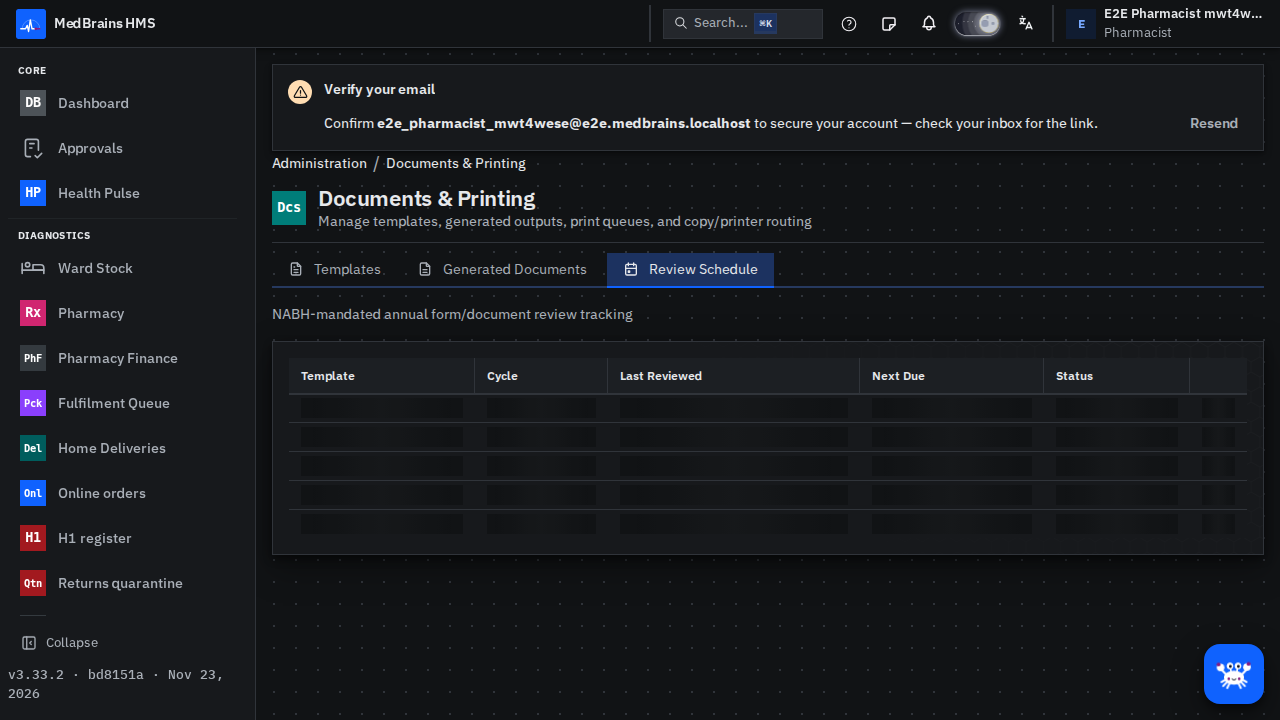 MedBrains HMS
Search...
⌘K
E
E2E Pharmacist mwt4w...
Pharmacist
CORE
DB Dashboard
Approvals
HP Health Pulse
DIAGNOSTICS
Ward Stock
Rx Pharmacy
PhF Pharmacy Finance
Pck Fulfilment Queue
Del Home Deliveries
Onl Online orders
H1 H1 register
Qtn Returns quarantine
Collapse
v3.33.2 · bd8151a · Nov 23,
2026
Verify your email
Confirm e2e_pharmacist_mwt4wese@e2e.medbrains.localhost to secure your account — check your inbox for the link.
Resend
Administration / Documents & Printing
Dcs
Documents & Printing
Manage templates, generated outputs, print queues, and copy/printer routing
Templates
Generated Documents
Review Schedule
NABH-mandated annual form/document review tracking
Template Cycle Last Reviewed Next Due Status